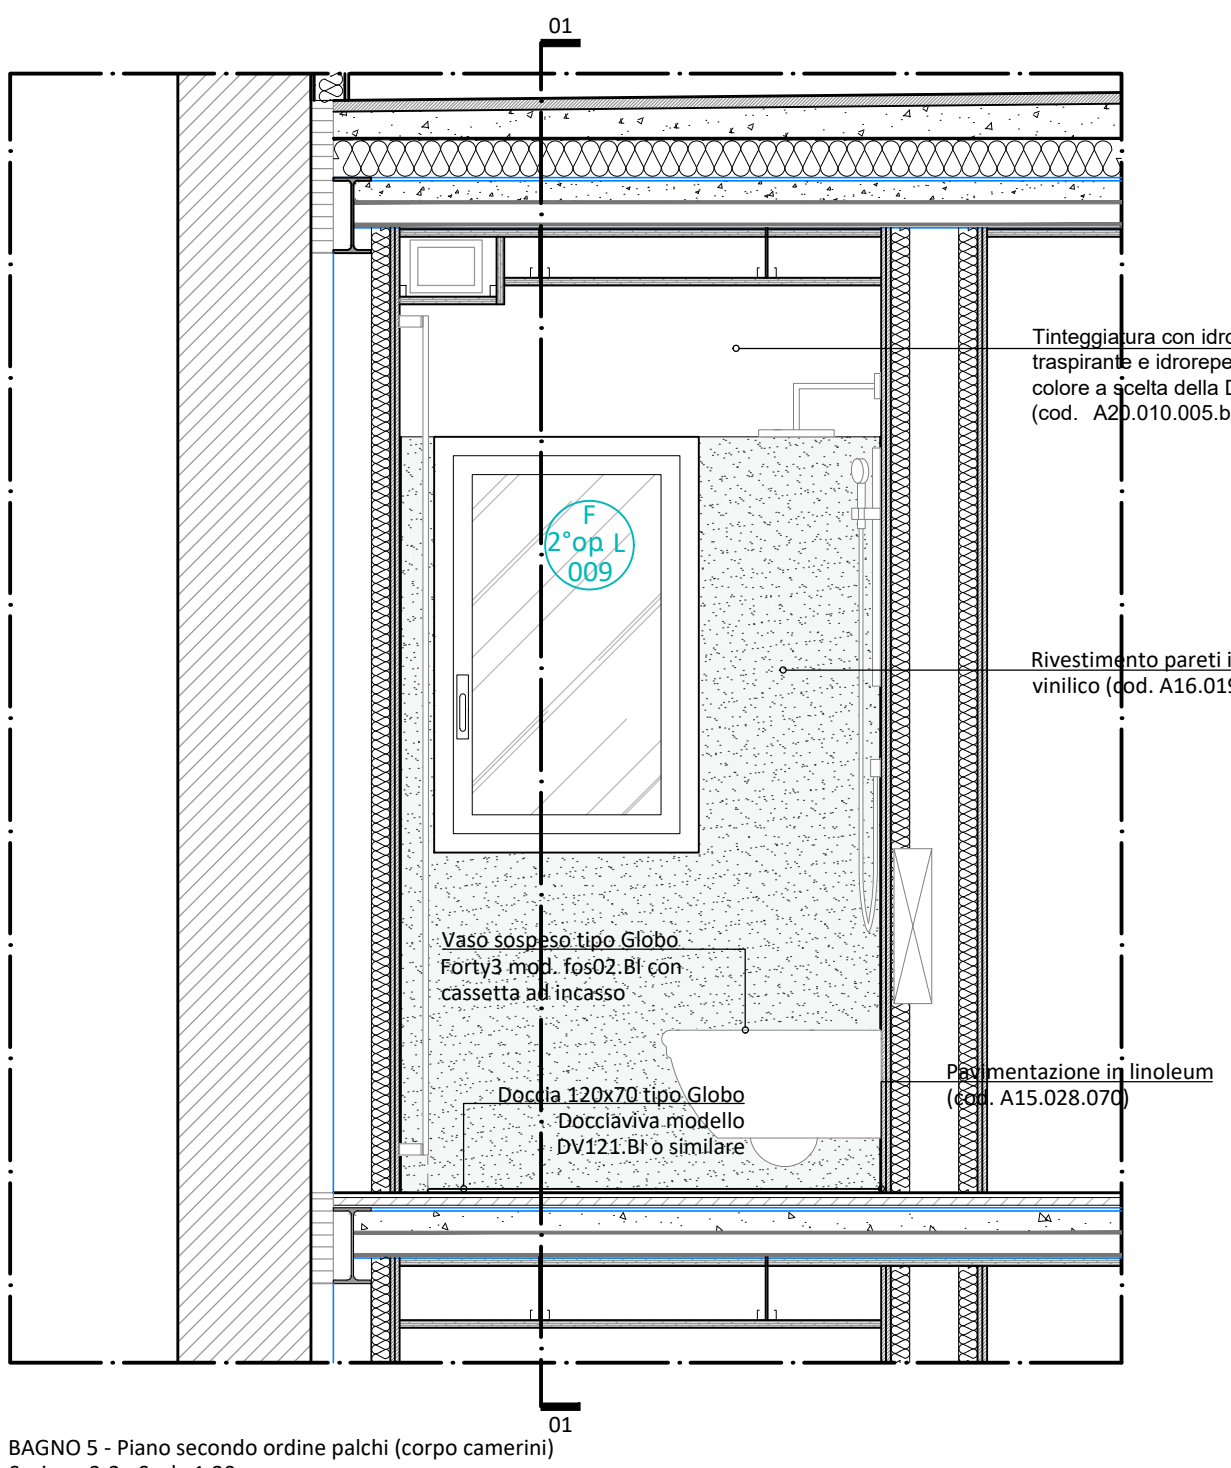 01
Tinteggiatura con idro
traspirante e idrorepe
colore a scelta della D
(cod. A20.010.005.b
F
2°op. L
009
Rivestimento pareti i
vinilico (cod. A16.019
Vaso sospeso tipo Globo
Forty3 mod. fos02.BI con
cassetta ad incasso
Pavimentazione in linoleum
(cod. A15.028.070)
Doccia 120x70 tipo Globo
Docciaviva modello
DV121.BI o similare
01
BAGNO 5 - Piano secondo ordine palchi (corpo camerini)